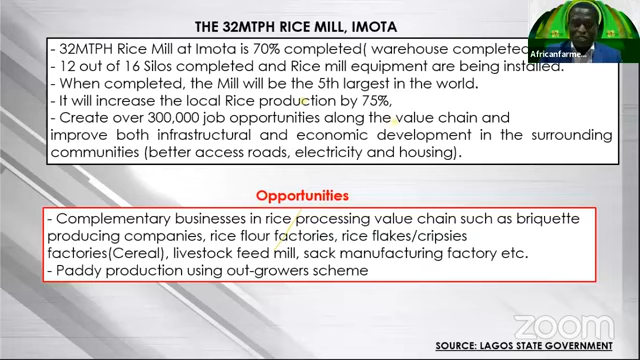 THE 32MTPH RICE MILL, IMOTA
- 32MTPH Rice Mill at Imota is 70% completed( warehouse completed
- 12 out of 16 Silos completed and Rice mill equipment are being installed.
- When completed, the Mill will be the 5th largest in the world.
- It will increase the local Rice production by 75%,
- Create over 300,000 job opportunities along the value chain and
improve both infrastructural and economic development in the surrounding
communities (better access roads, electricity and housing).
Africanfarme...
Opportunities
- Complementary businesses in rice processing value chain such as briquette
producing companies, rice flour factories, rice flakes/cripsies
factories(Cereal), livestock feed mill, sack manufacturing factory etc.
- Paddy production using out-growers scheme
zoom
SOURCE: LAGOS STATE GOVERNMENT